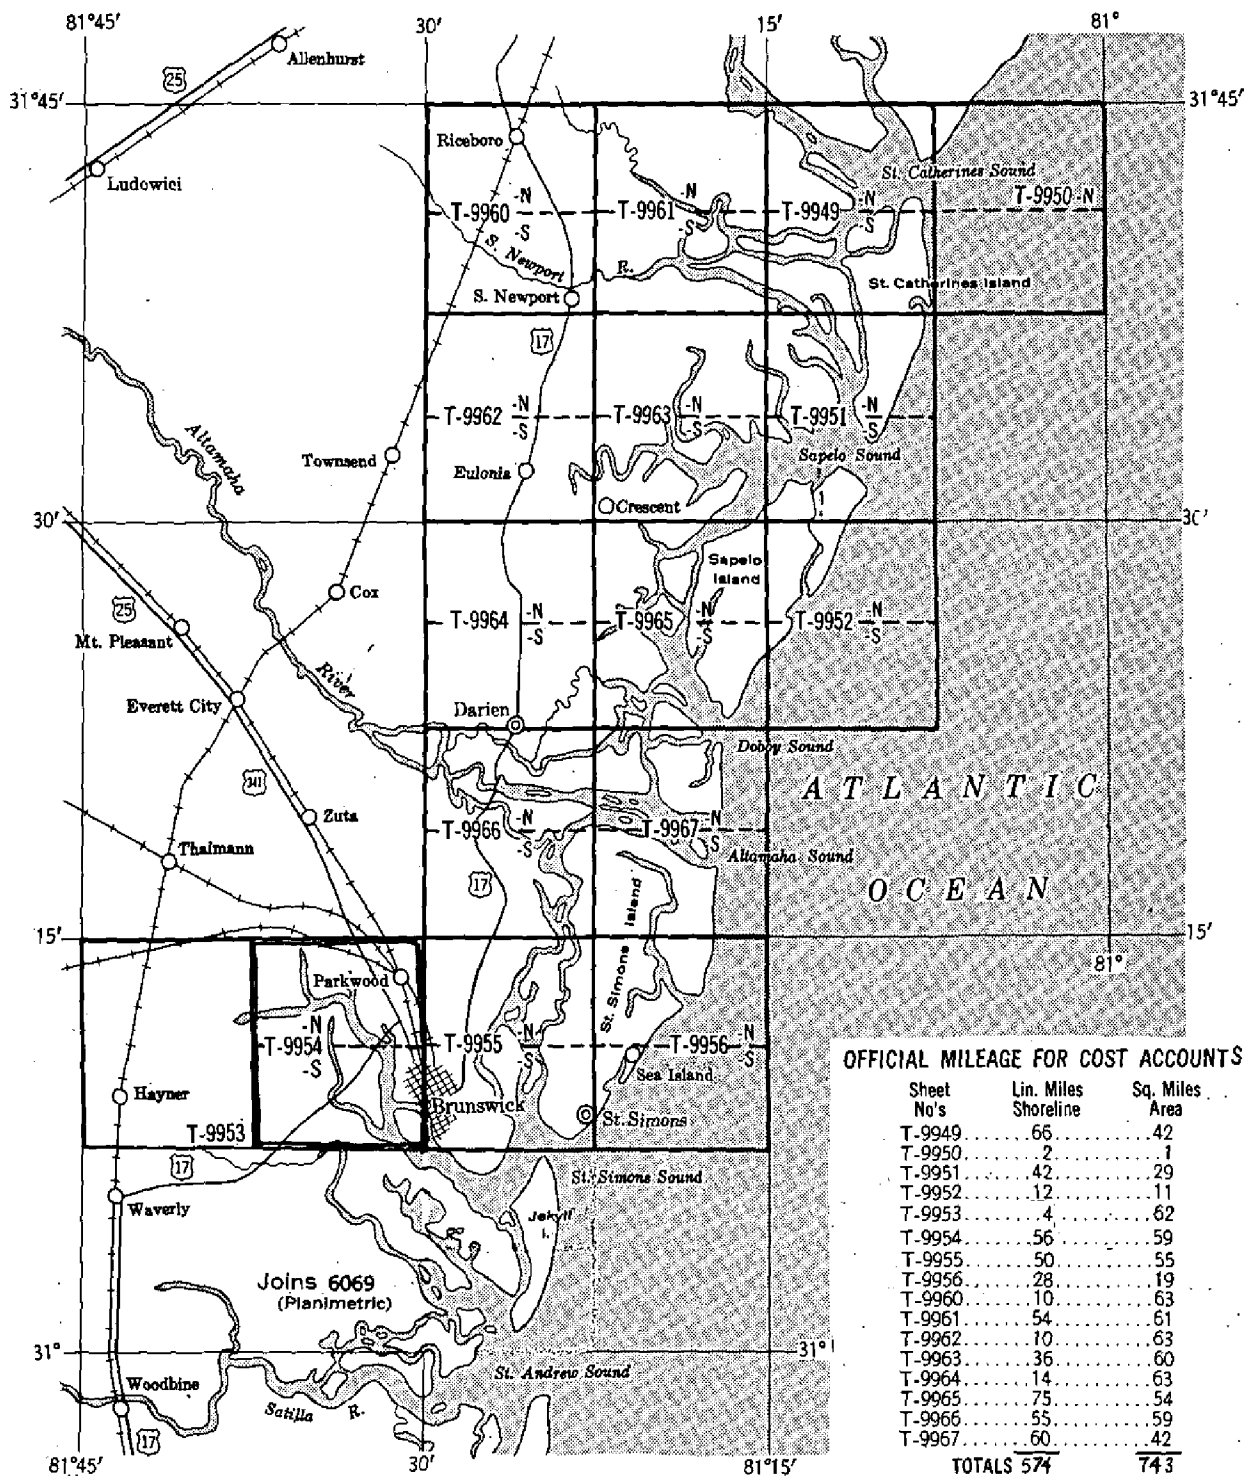 81°45′ 30′ 15′ 81°
Allenhurst
25
31°45′ 31°45′
Riceboro
Ludowici
St. Catherines Sound
T-9960 -N -S
T-9961 -N -S
T-9949 -N -S
T-9950 -N
S. Newport R.
St. Catherines Island
S. Newport
17
Altamaha River
T-9962 -N -S
T-9963 -N -S
T-9951 -N -S
Townsend
Eulonia
Sapelo Sound
Crescent
30′ 30′
Sapelo
Island
25
Cox
T-9964 -N -S
T-9965 -N -S
T-9952 -N -S
Mt. Pleasant
Everett City
Darien
Doboy Sound
341
ATLANTIC
Zuta
T-9966 -N -S
T-9967 -N -S
Thalmann
Altamaha Sound
17
OCEAN
St. Simons Island
15′ 15′
81°
Parkwood
T-9954 -N -S
T-9955 -N -S
T-9956 -N -S
Sea Island
Hayner
Brunswick
St. Simons
T-9953
17
St. Simons Sound
Waverly
Jekyll
I.
Joins 6069
(Planimetric)
31° 31°
St. Andrew Sound
Woodbine
Satilla R.
17
81°45′ 30′ 81°15′
OFFICIAL MILEAGE FOR COST ACCOUNTS
Sheet Lin. Miles Sq. Miles
No's Shoreline Area
T-9949.......66..........42
T-9950........2...........1
T-9951.......42..........29
T-9952.......12..........11
T-9953........4..........62
T-9954.......56..........59
T-9955.......50..........55
T-9956.......28..........19
T-9960.......10..........63
T-9961.......54..........61
T-9962.......10..........63
T-9963.......36..........60
T-9964.......14..........63
T-9965.......75..........54
T-9966.......55..........59
T-9967.......60..........42
TOTALS 574 743